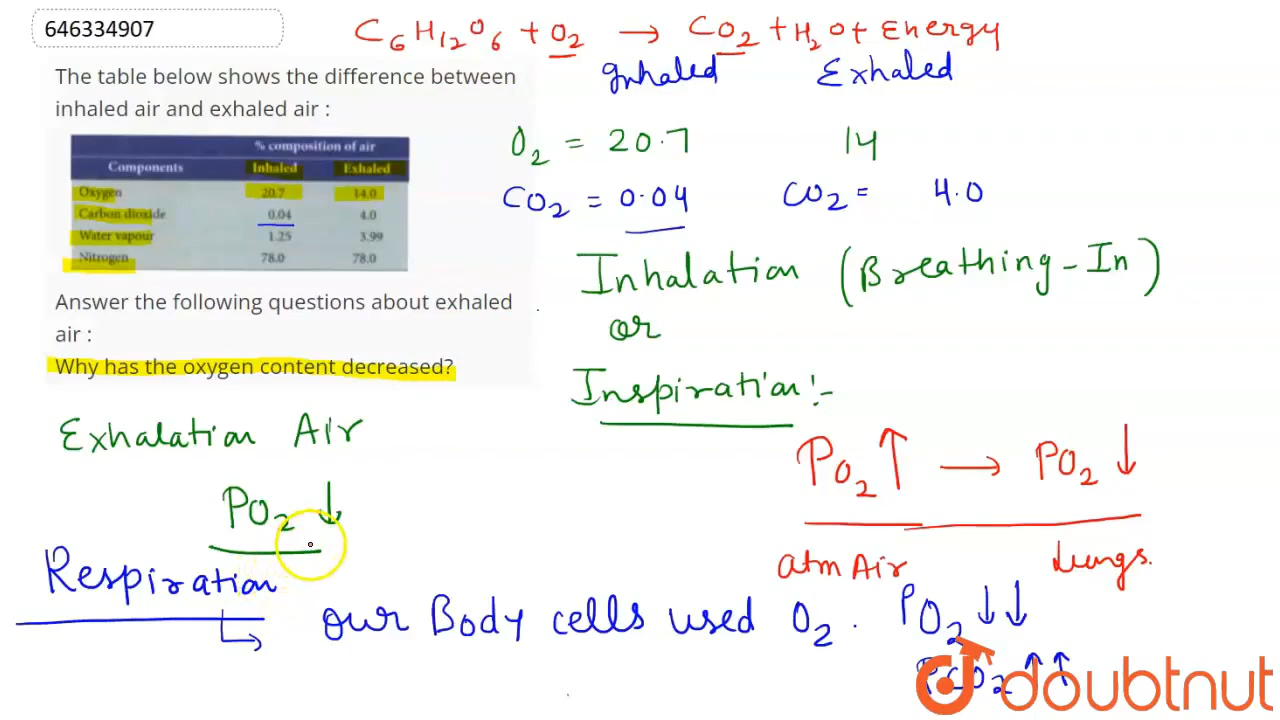 646334907
C6H12O6 + O2 → CO2 + H2O + Energy
The table below shows the difference between
inhaled air and exhaled air :
Inhaled Exhaled
% composition of air
Components Inhaled Exhaled
Oxygen 20.7 14.0
Carbon dioxide 0.04 4.0
Water vapour 1.25 3.99
Nitrogen 78.0 78.0
O2 = 20.7 14
CO2 = 0.04 CO2 = 4.0
Answer the following questions about exhaled
air :
Why has the oxygen content decreased?
Inhalation (Breathing-In)
or
Inspiration:-
Exhalation Air
PO2 ↓
PO2 ↑ → PO2 ↓
atm Air Lungs.
Respiration
↳ our Body cells used O2. PO2 ↓↓
PCO2 ↑↑
doubtnut